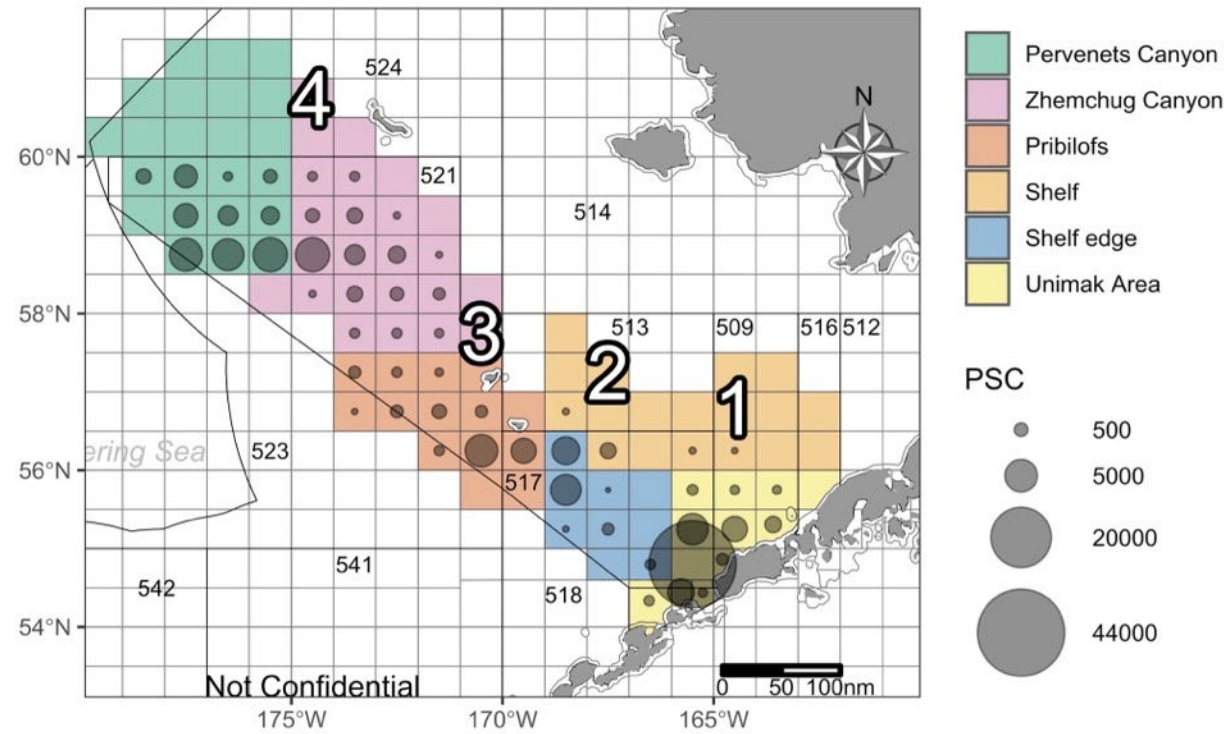 4
524
Pervenets Canyon
Zhemchug Canyon
N
Pribilofs
60°N
521
Shelf
514
Shelf edge
Unimak Area
58°N
3
2
513
509
516
512
1
PSC
500
ering Sea
523
56°N
517
5000
20000
541
542
518
54°N
44000
Not Confidential
0 50 100nm
175°W
170°W
165°W